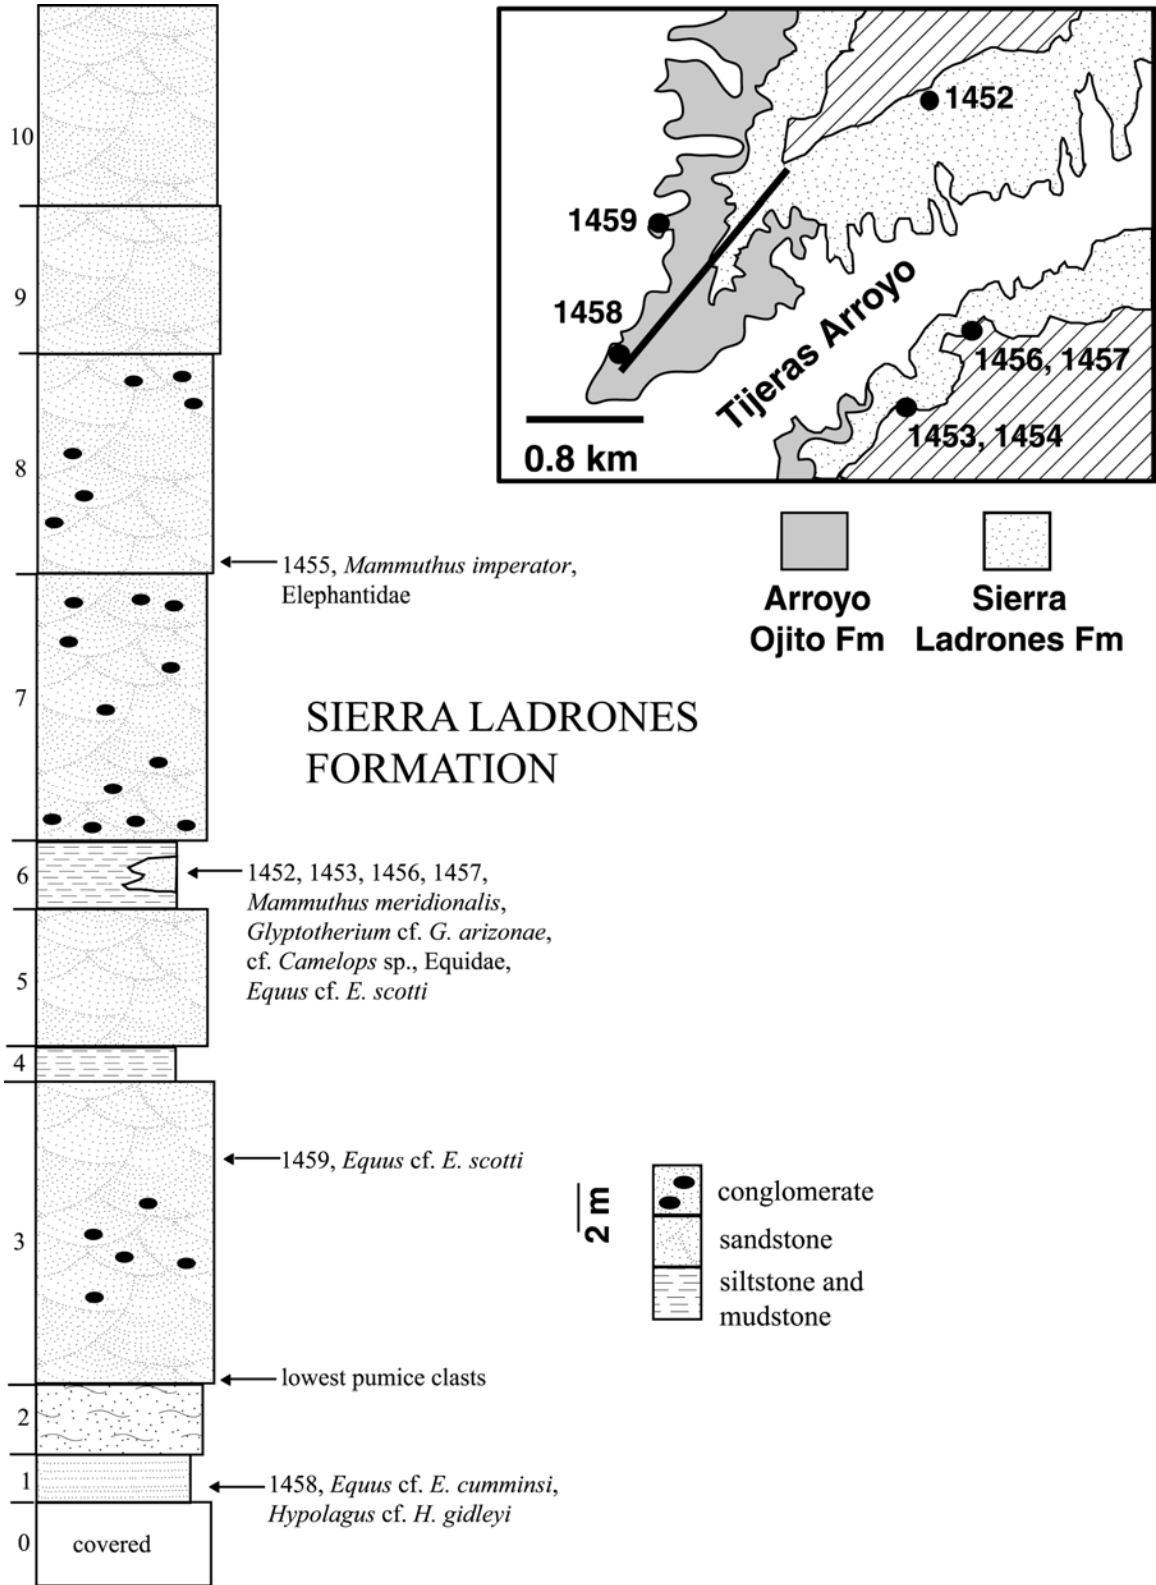 10
9
8
7
6
5
4
3
2
1
0
covered
1455, Mammuthus imperator,
Elephantidae
SIERRA LADRONES
FORMATION
1452, 1453, 1456, 1457,
Mammuthus meridionalis,
Glyptotherium cf. G. arizonae,
cf. Camelops sp., Equidae,
Equus cf. E. scotti
1459, Equus cf. E. scotti
lowest pumice clasts
1458, Equus cf. E. cumminsi,
Hypolagus cf. H. gidleyi
1452
1459
1458
Tijeras Arroyo
1456, 1457
1453, 1454
0.8 km
Arroyo
Ojito Fm
Sierra
Ladrones Fm
2 m
conglomerate
sandstone
siltstone and
mudstone